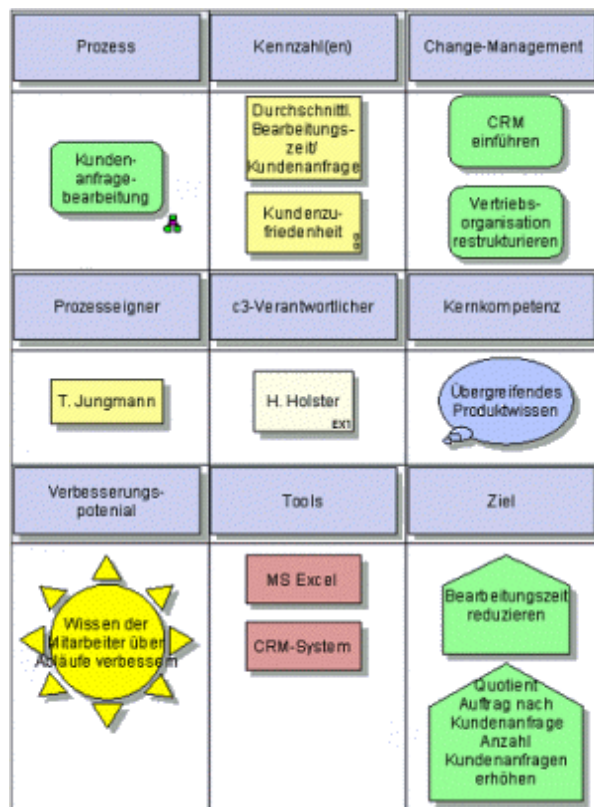 Prozess
Kennzahl(en)
Change-Management
Kunden-
anfrage-
bearbeitung
Durchschnittl.
Bearbeitungs-
zeit/
Kundenanfrage
Kundenzu-
friedenheit
CRM
einführen
Vertriebs-
organisation
restrukturieren
Prozesseigner
c3-Verantwortlicher
Kernkompetenz
T. Jungmann
H. Holster
EX1
Übergreifendes
Produktwissen
Verbesserungs-
potenial
Tools
Ziel
Wissen der
Mitarbeiter über
Abläufe verbessern
MS Excel
CRM-System
Bearbeitungszeit
reduzieren
Quotient
Auftrag nach
Kundenanfrage
Anzahl
Kundenanfragen
erhöhen